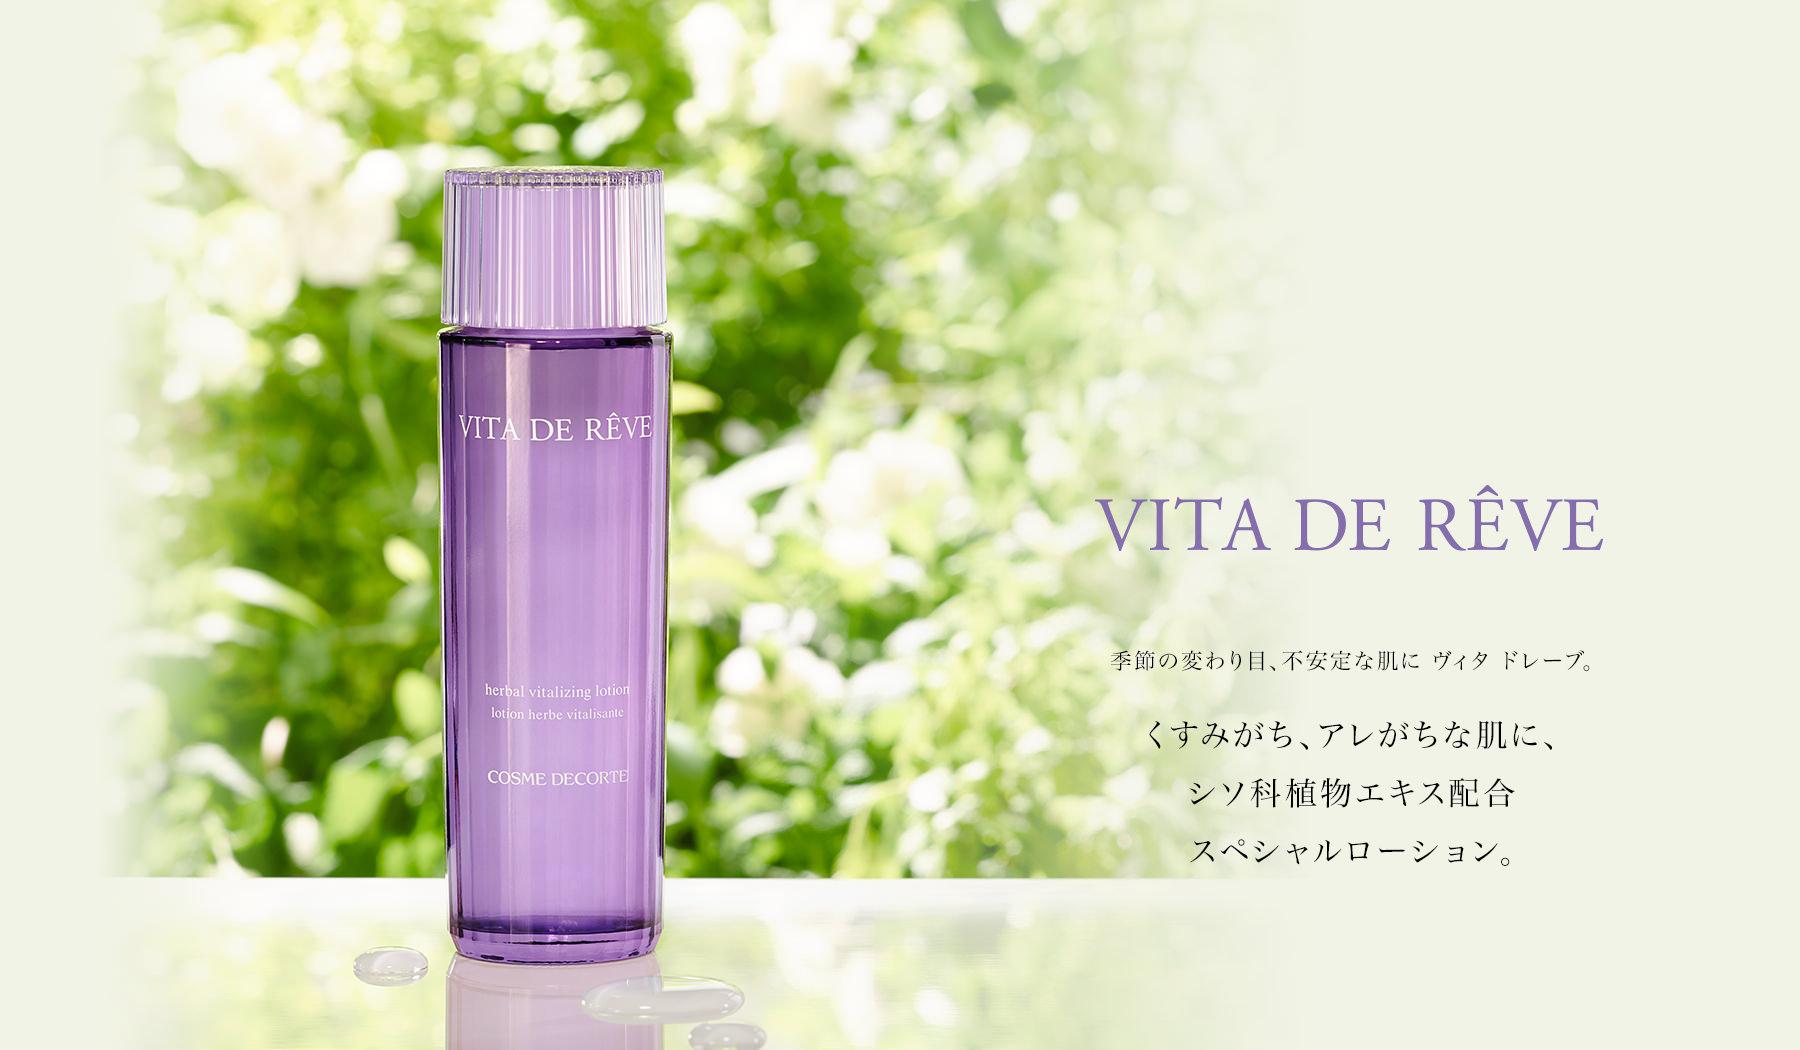 VITA DE RÊVE
herbal vitalizing lotion
lotion herbe vitalisante
COSME DECORTE
VITA DE RÊVE
季節の変わり目、不安定な肌に ヴィタ ドレーブ。
くすみがち、アレがちな肌に、
シソ科植物エキス配合
スペシャルローション。